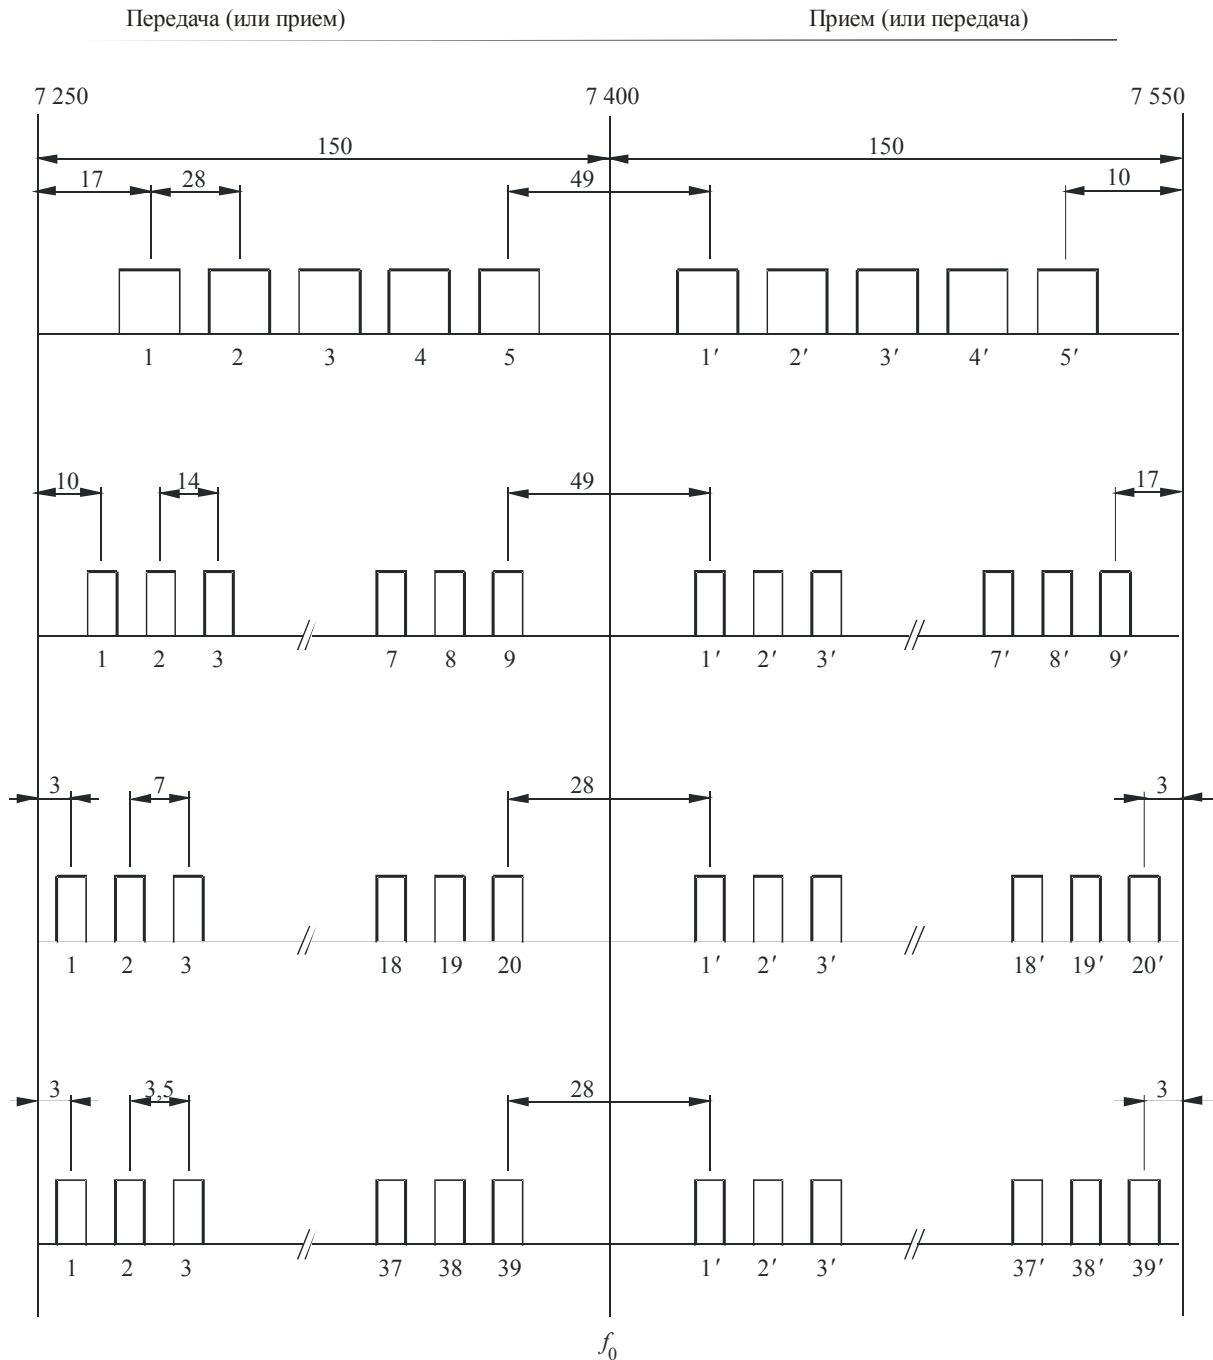 Передача (или прием) Прием (или передача)
7 250 7 400 7 550
150 150
17 28 49 10
1 2 3 4 5 1′ 2′ 3′ 4′ 5′
10 14 49 17
1 2 3 7 8 9 1′ 2′ 3′ 7′ 8′ 9′
3 7 28 3
1 2 3 18 19 20 1′ 2′ 3′ 18′ 19′ 20′
3 3,5 28 3
1 2 3 37 38 39 1′ 2′ 3′ 37′ 38′ 39′
f0